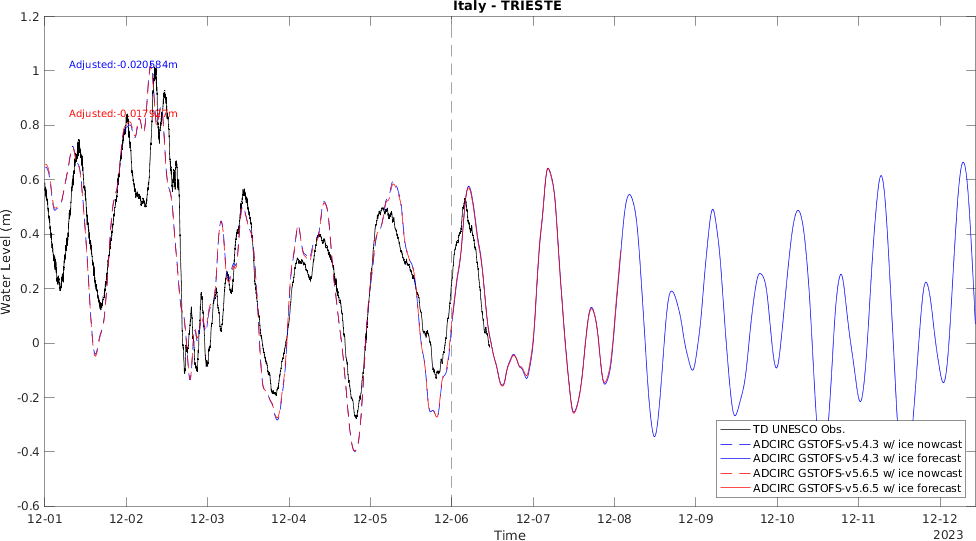 Italy - TRIESTE
1.2
1
0.8
0.6
0.4
0.2
0
-0.2
-0.4
-0.6
Water Level (m)
Adjusted:-0.020584m
TD UNESCO Obs.
ADCIRC GSTOFS-v5.4.3 w/ ice nowcast
ADCIRC GSTOFS-v5.4.3 w/ ice forecast
ADCIRC GSTOFS-v5.6.5 w/ ice nowcast
ADCIRC GSTOFS-v5.6.5 w/ ice forecast
12-01 12-02 12-03 12-04 12-05 12-06 12-07 12-08 12-09 12-10 12-11 12-12
Time
2023